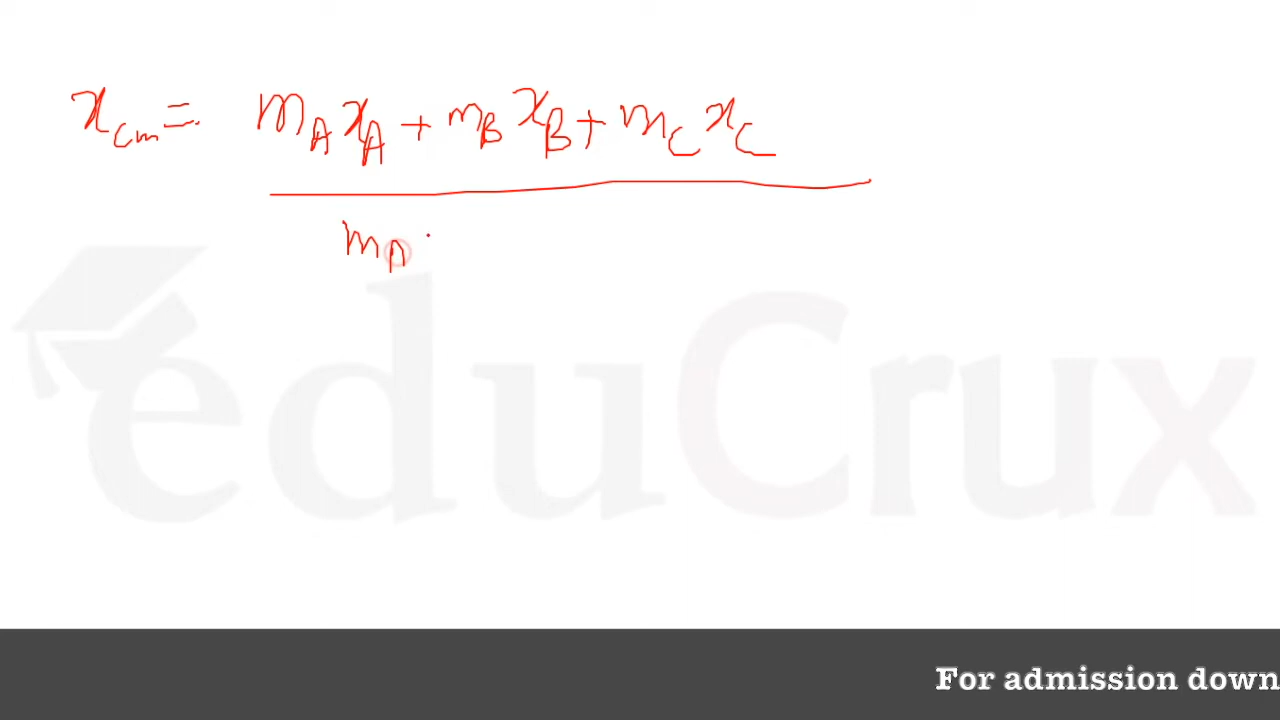 x_cm = m_A x_A + m_B x_B + m_C x_C
m_A
eduCrux
For admission down